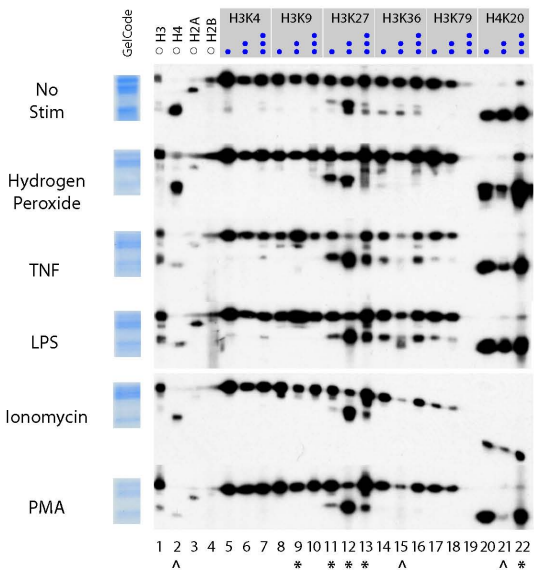 GelCode
H3
H4
H2A
H2B
H3K4 H3K9 H3K27 H3K36 H3K79 H4K20
No
Stim
Hydrogen
Peroxide
TNF
LPS
Ionomycin
PMA
1 2 3 4 5 6 7 8 9 10 11 12 13 14 15 16 17 18 19 20 21 22
^ * * * * ^ ^ *